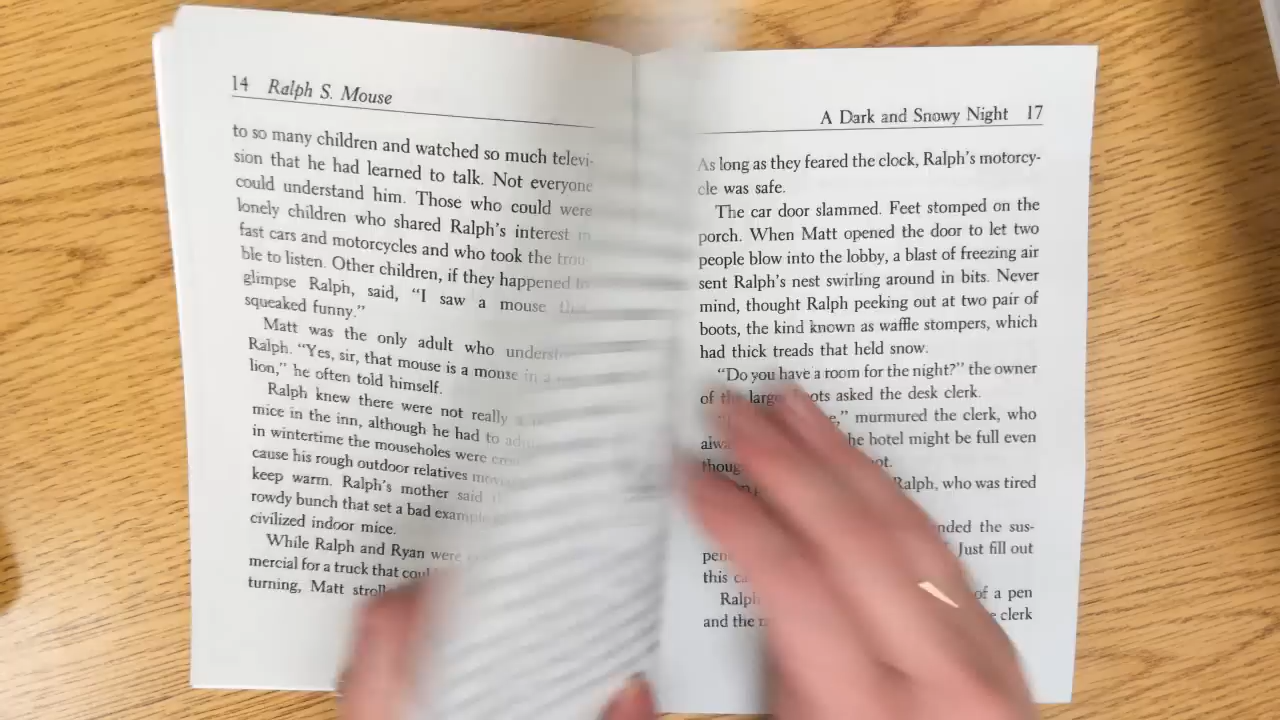 14 Ralph S. Mouse
to so many children and watched so much televi-
sion that he had learned to talk. Not everyone
could understand him. Those who could were
lonely children who shared Ralph's interest in
fast cars and motorcycles and who took the trou-
ble to listen. Other children, if they happened to
glimpse Ralph, said, "I saw a mouse that
squeaked funny."
Matt was the only adult who
Ralph. "Yes, sir, that mouse is a mouse in a
lion," he often told himself.
Ralph knew there were not really a
mice in the inn, although he had to
in wintertime the mouseholes were
cause his rough outdoor relatives
keep warm. Ralph's mother said
rowdy bunch that set a bad example
civilized indoor mice.
While Ralph and Ryan were
mercial for a truck that
turning, Matt
A Dark and Snowy Night 17
As long as they feared the clock, Ralph's motorcy-
cle was safe.
The car door slammed. Feet stomped on the
porch. When Matt opened the door to let two
people blow into the lobby, a blast of freezing air
sent Ralph's nest swirling around in bits. Never
mind, thought Ralph peeking out at two pair of
boots, the kind known as waffle stompers, which
had thick treads that held snow.
"Do you have a room for the night?" the owner
of the large boots asked the desk clerk.
murmured the clerk, who
he hotel might be full even
Ralph, who was tired
the sus-
Just fill out
this
of a pen
and the clerk